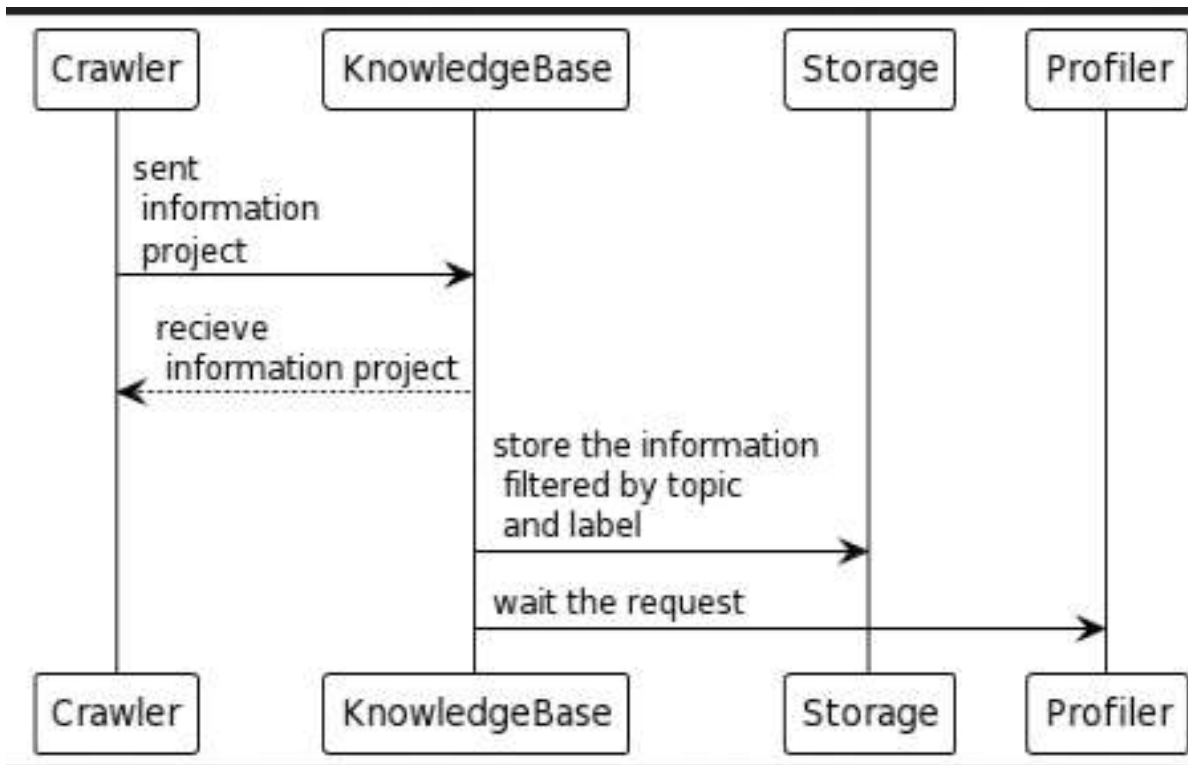 Crawler
KnowledgeBase
Storage
Profiler
sent
information
project
recieve
information project
store the information
filtered by topic
and label
wait the request
Crawler
KnowledgeBase
Storage
Profiler